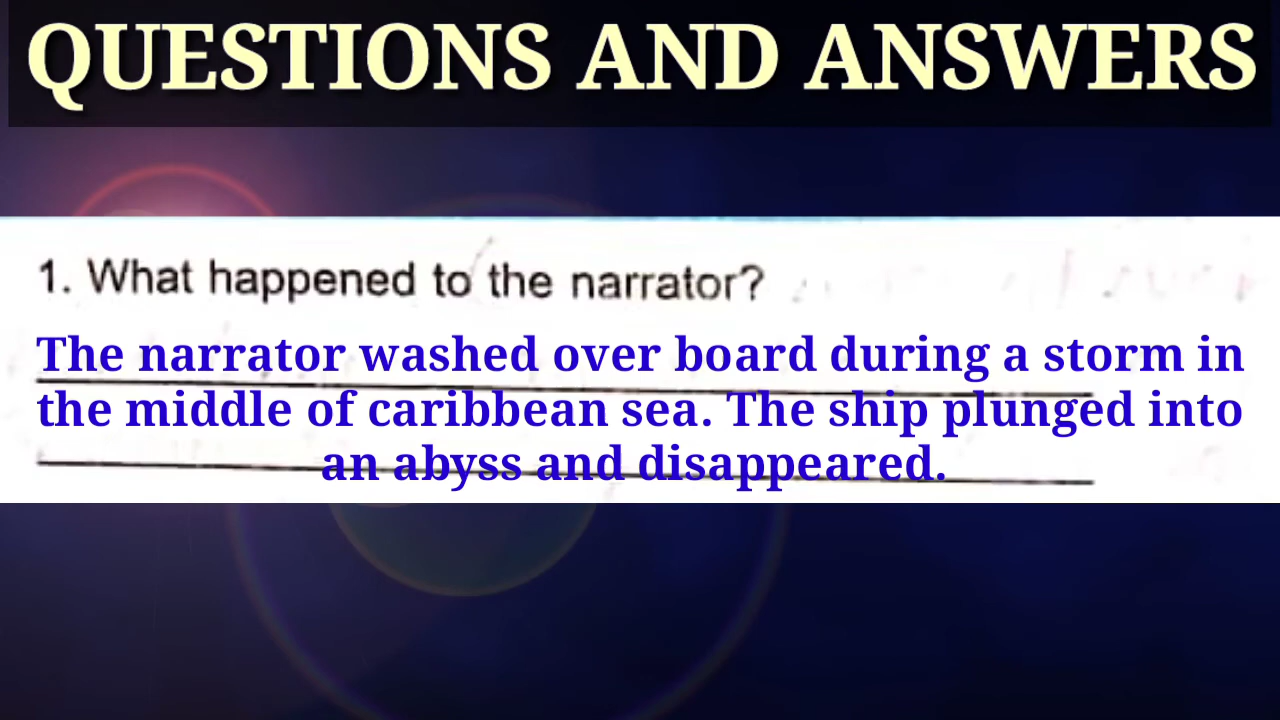 QUESTIONS AND ANSWERS
1. What happened to the narrator?
The narrator washed over board during a storm in
the middle of caribbean sea. The ship plunged into
an abyss and disappeared.